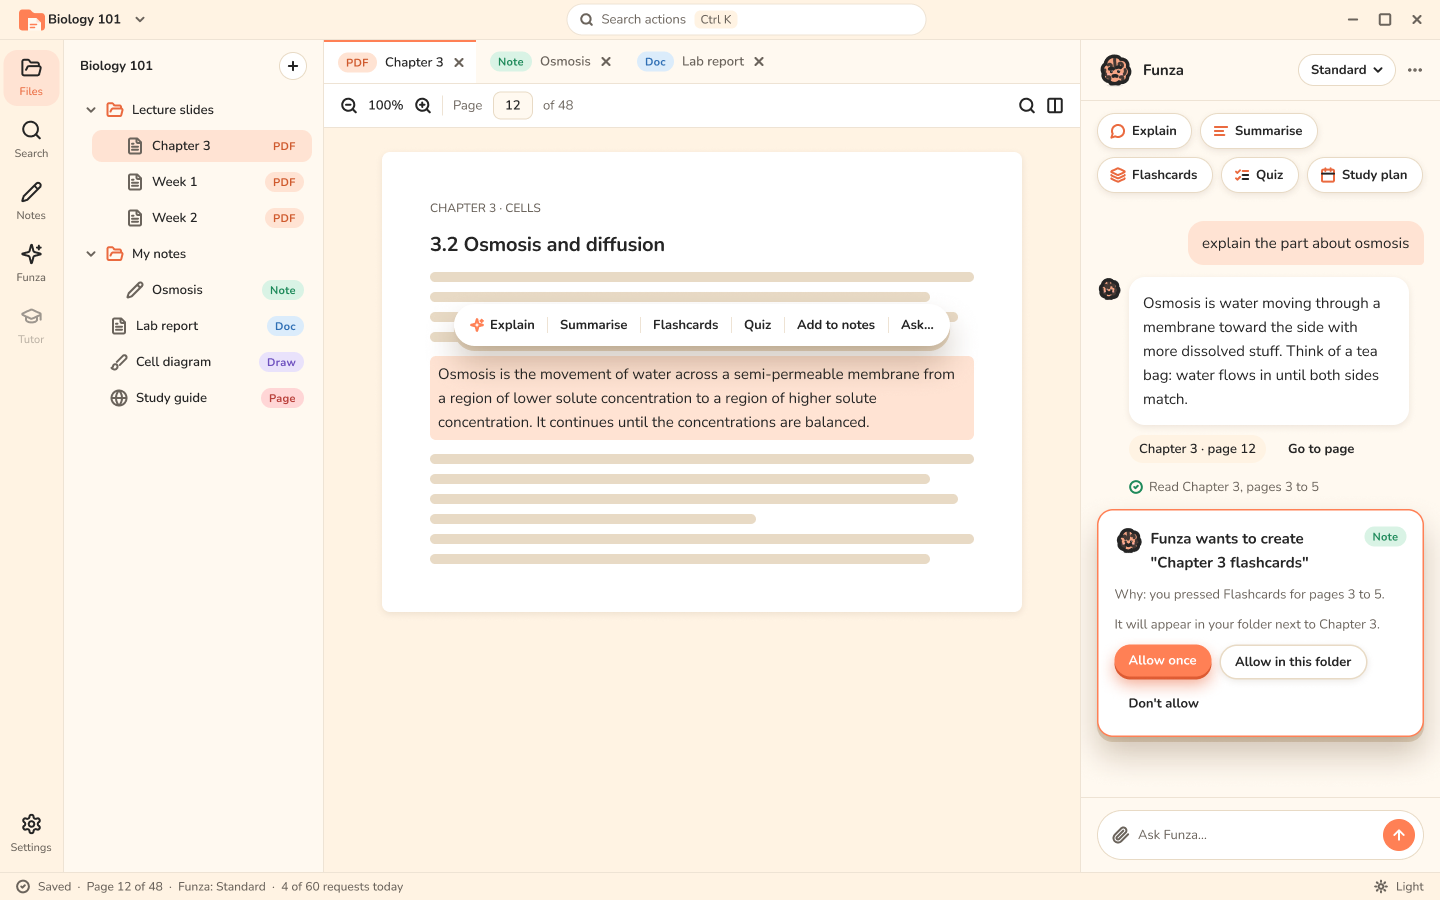 Biology 101
Search actions Ctrl K
Files
Search
Notes
Funza
Tutor
Settings
Biology 101
Lecture slides
Chapter 3 PDF
Week 1 PDF
Week 2 PDF
My notes
Osmosis Note
Lab report Doc
Cell diagram Draw
Study guide Page
PDF Chapter 3
Note Osmosis
Doc Lab report
100% Page 12 of 48
CHAPTER 3 · CELLS
3.2 Osmosis and diffusion
Explain Summarise Flashcards Quiz Add to notes Ask...
Osmosis is the movement of water across a semi-permeable membrane from
a region of lower solute concentration to a region of higher solute
concentration. It continues until the concentrations are balanced.
Funza Standard
Explain Summarise
Flashcards Quiz Study plan
explain the part about osmosis
Osmosis is water moving through a
membrane toward the side with
more dissolved stuff. Think of a tea
bag: water flows in until both sides
match.
Chapter 3 · page 12 Go to page
Read Chapter 3, pages 3 to 5
Funza wants to create Note
"Chapter 3 flashcards"
Why: you pressed Flashcards for pages 3 to 5.
It will appear in your folder next to Chapter 3.
Allow once Allow in this folder
Don't allow
Ask Funza...
Saved · Page 12 of 48 · Funza: Standard · 4 of 60 requests today
Light